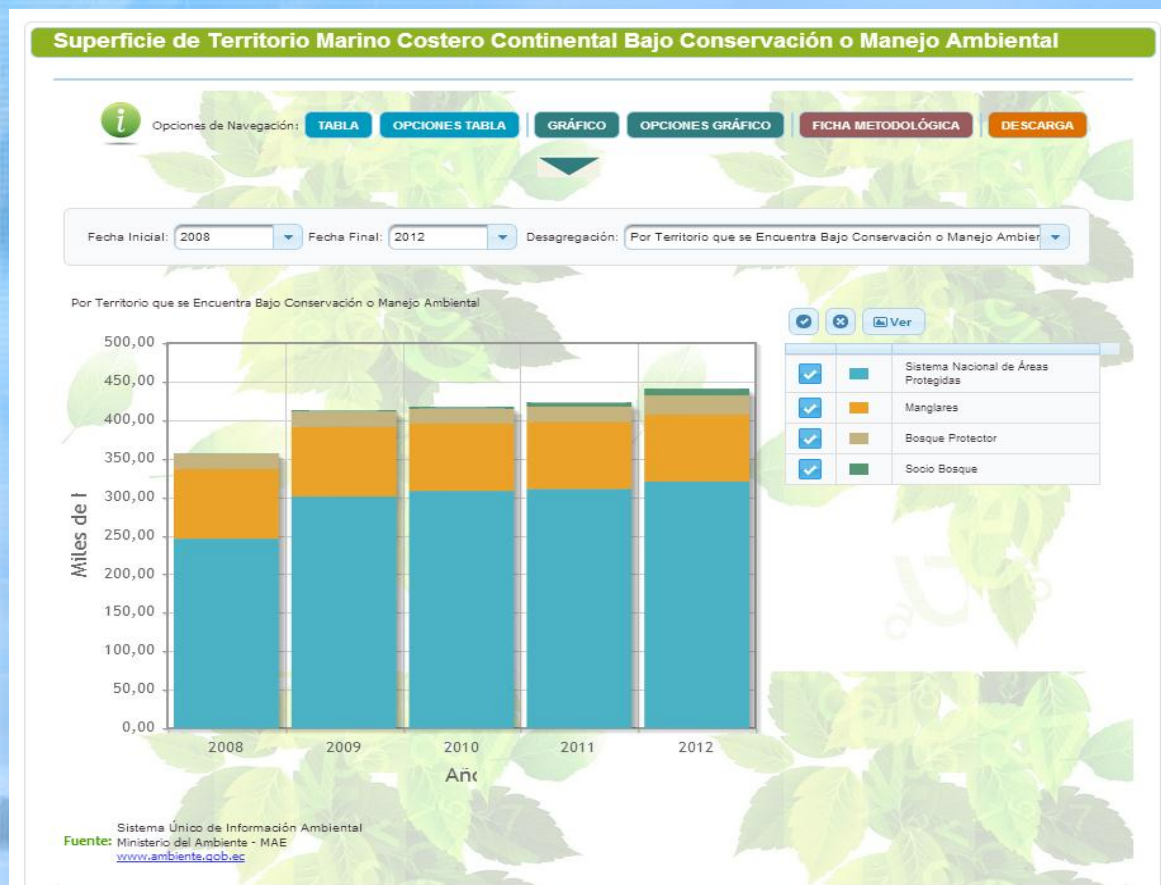 Superficie de Territorio Marino Costero Continental Bajo Conservación o Manejo Ambiental
Opciones de Navegación: TABLA OPCIONES TABLA GRÁFICO OPCIONES GRÁFICO FICHA METODOLÓGICA DESCARGA
Fecha Inicial: 2008 Fecha Final: 2012 Desagregación: Por Territorio que se Encuentra Bajo Conservación o Manejo Ambier
Por Territorio que se Encuentra Bajo Conservación o Manejo Ambiental
Ver
Sistema Nacional de Áreas
Protegidas
Manglares
Bosque Protector
Socio Bosque
500,00
450,00
400,00
350,00
300,00
250,00
200,00
150,00
100,00
50,00
0,00
Miles de
2008 2009 2010 2011 2012
Sistema Único de Información Ambiental
Fuente: Ministerio del Ambiente - MAE
www.ambiente.gob.ec